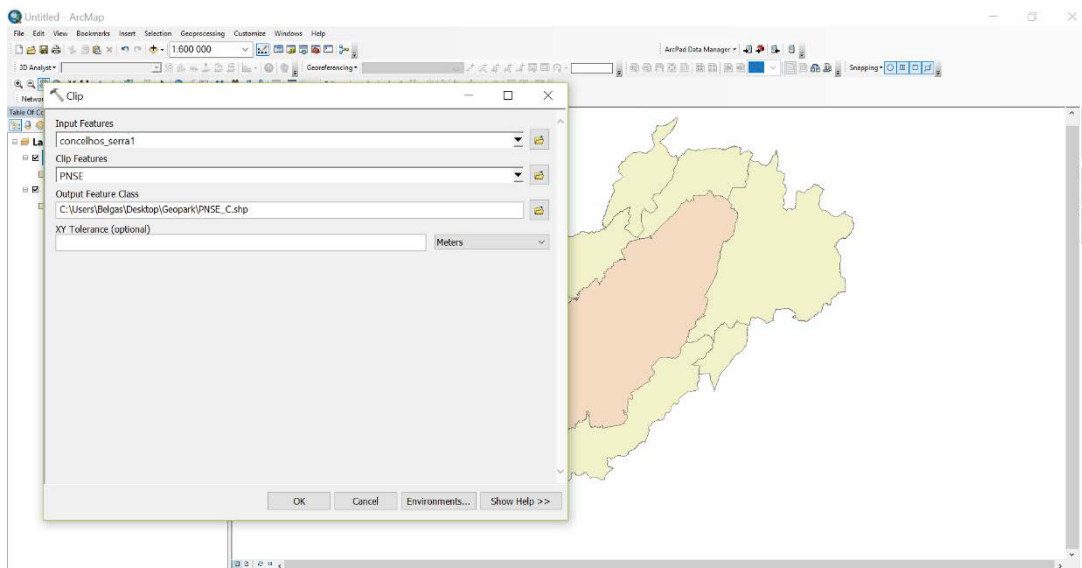 Untitled - ArcMap
File Edit View Bookmarks Insert Selection Geoprocessing Customize Windows Help
1:600 000
ArcPad Data Manager
3D Analyst
Georeferencing
Snapping
Networ
Clip
Table Of Co
Input Features
La
concelhos_serra1
Clip Features
PNSE
Output Feature Class
C:\Users\Belgas\Desktop\Geopark\PNSE_C.shp
XY Tolerance (optional)
Meters
OK Cancel Environments... Show Help >>